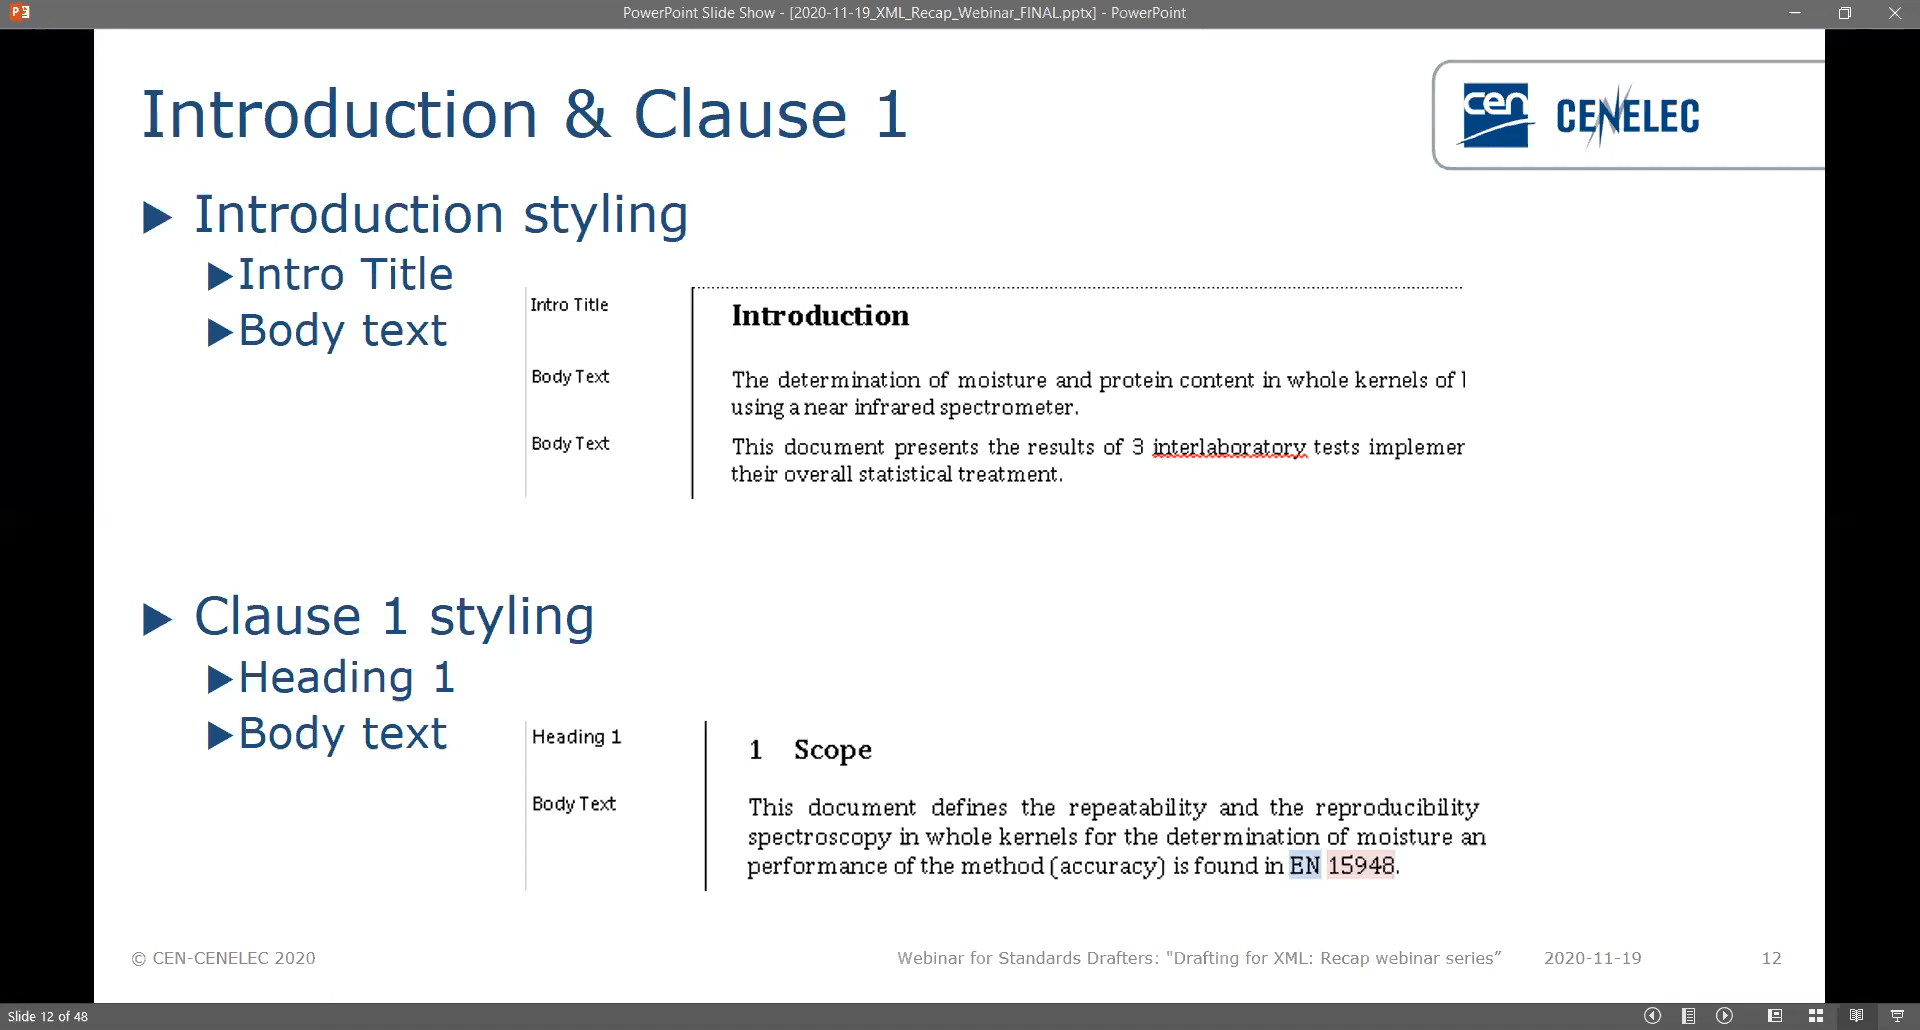 PowerPoint Slide Show - [2020-11-19_XML_Recap_Webinar_FINAL.pptx] - PowerPoint
Introduction & Clause 1
cen CENELEC
Introduction styling
Intro Title
Body text
Intro Title
Introduction
Body Text
The determination of moisture and protein content in whole kernels of
using a near infrared spectrometer.
Body Text
This document presents the results of 3 interlaboratory tests implemen
their overall statistical treatment.
Clause 1 styling
Heading 1
Body text
Heading 1
1 Scope
Body Text
This document defines the repeatability and the reproducibility
spectroscopy in whole kernels for the determination of moisture an
performance of the method (accuracy) is found in EN 15948.
© CEN-CENELEC 2020
Webinar for Standards Drafters: "Drafting for XML: Recap webinar series”
2020-11-19
12
Slide 12 of 48